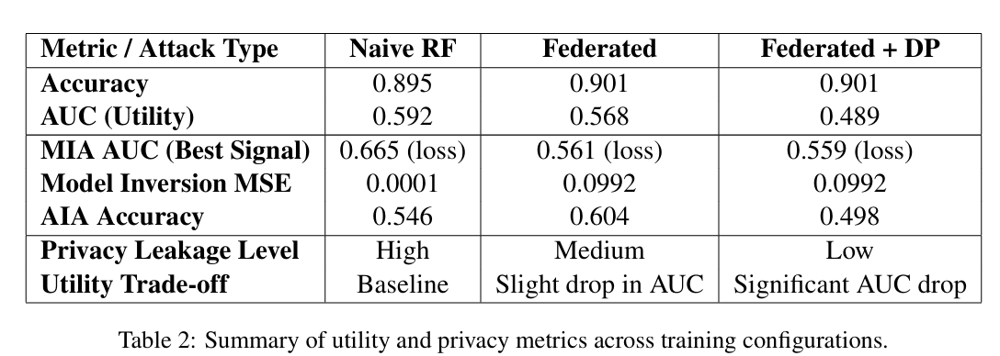 Metric / Attack Type Naive RF Federated Federated + DP
Accuracy 0.895 0.901 0.901
AUC (Utility) 0.592 0.568 0.489
MIA AUC (Best Signal) 0.665 (loss) 0.561 (loss) 0.559 (loss)
Model Inversion MSE 0.0001 0.0992 0.0992
AIA Accuracy 0.546 0.604 0.498
Privacy Leakage Level High Medium Low
Utility Trade-off Baseline Slight drop in AUC Significant AUC drop
Table 2: Summary of utility and privacy metrics across training configurations.